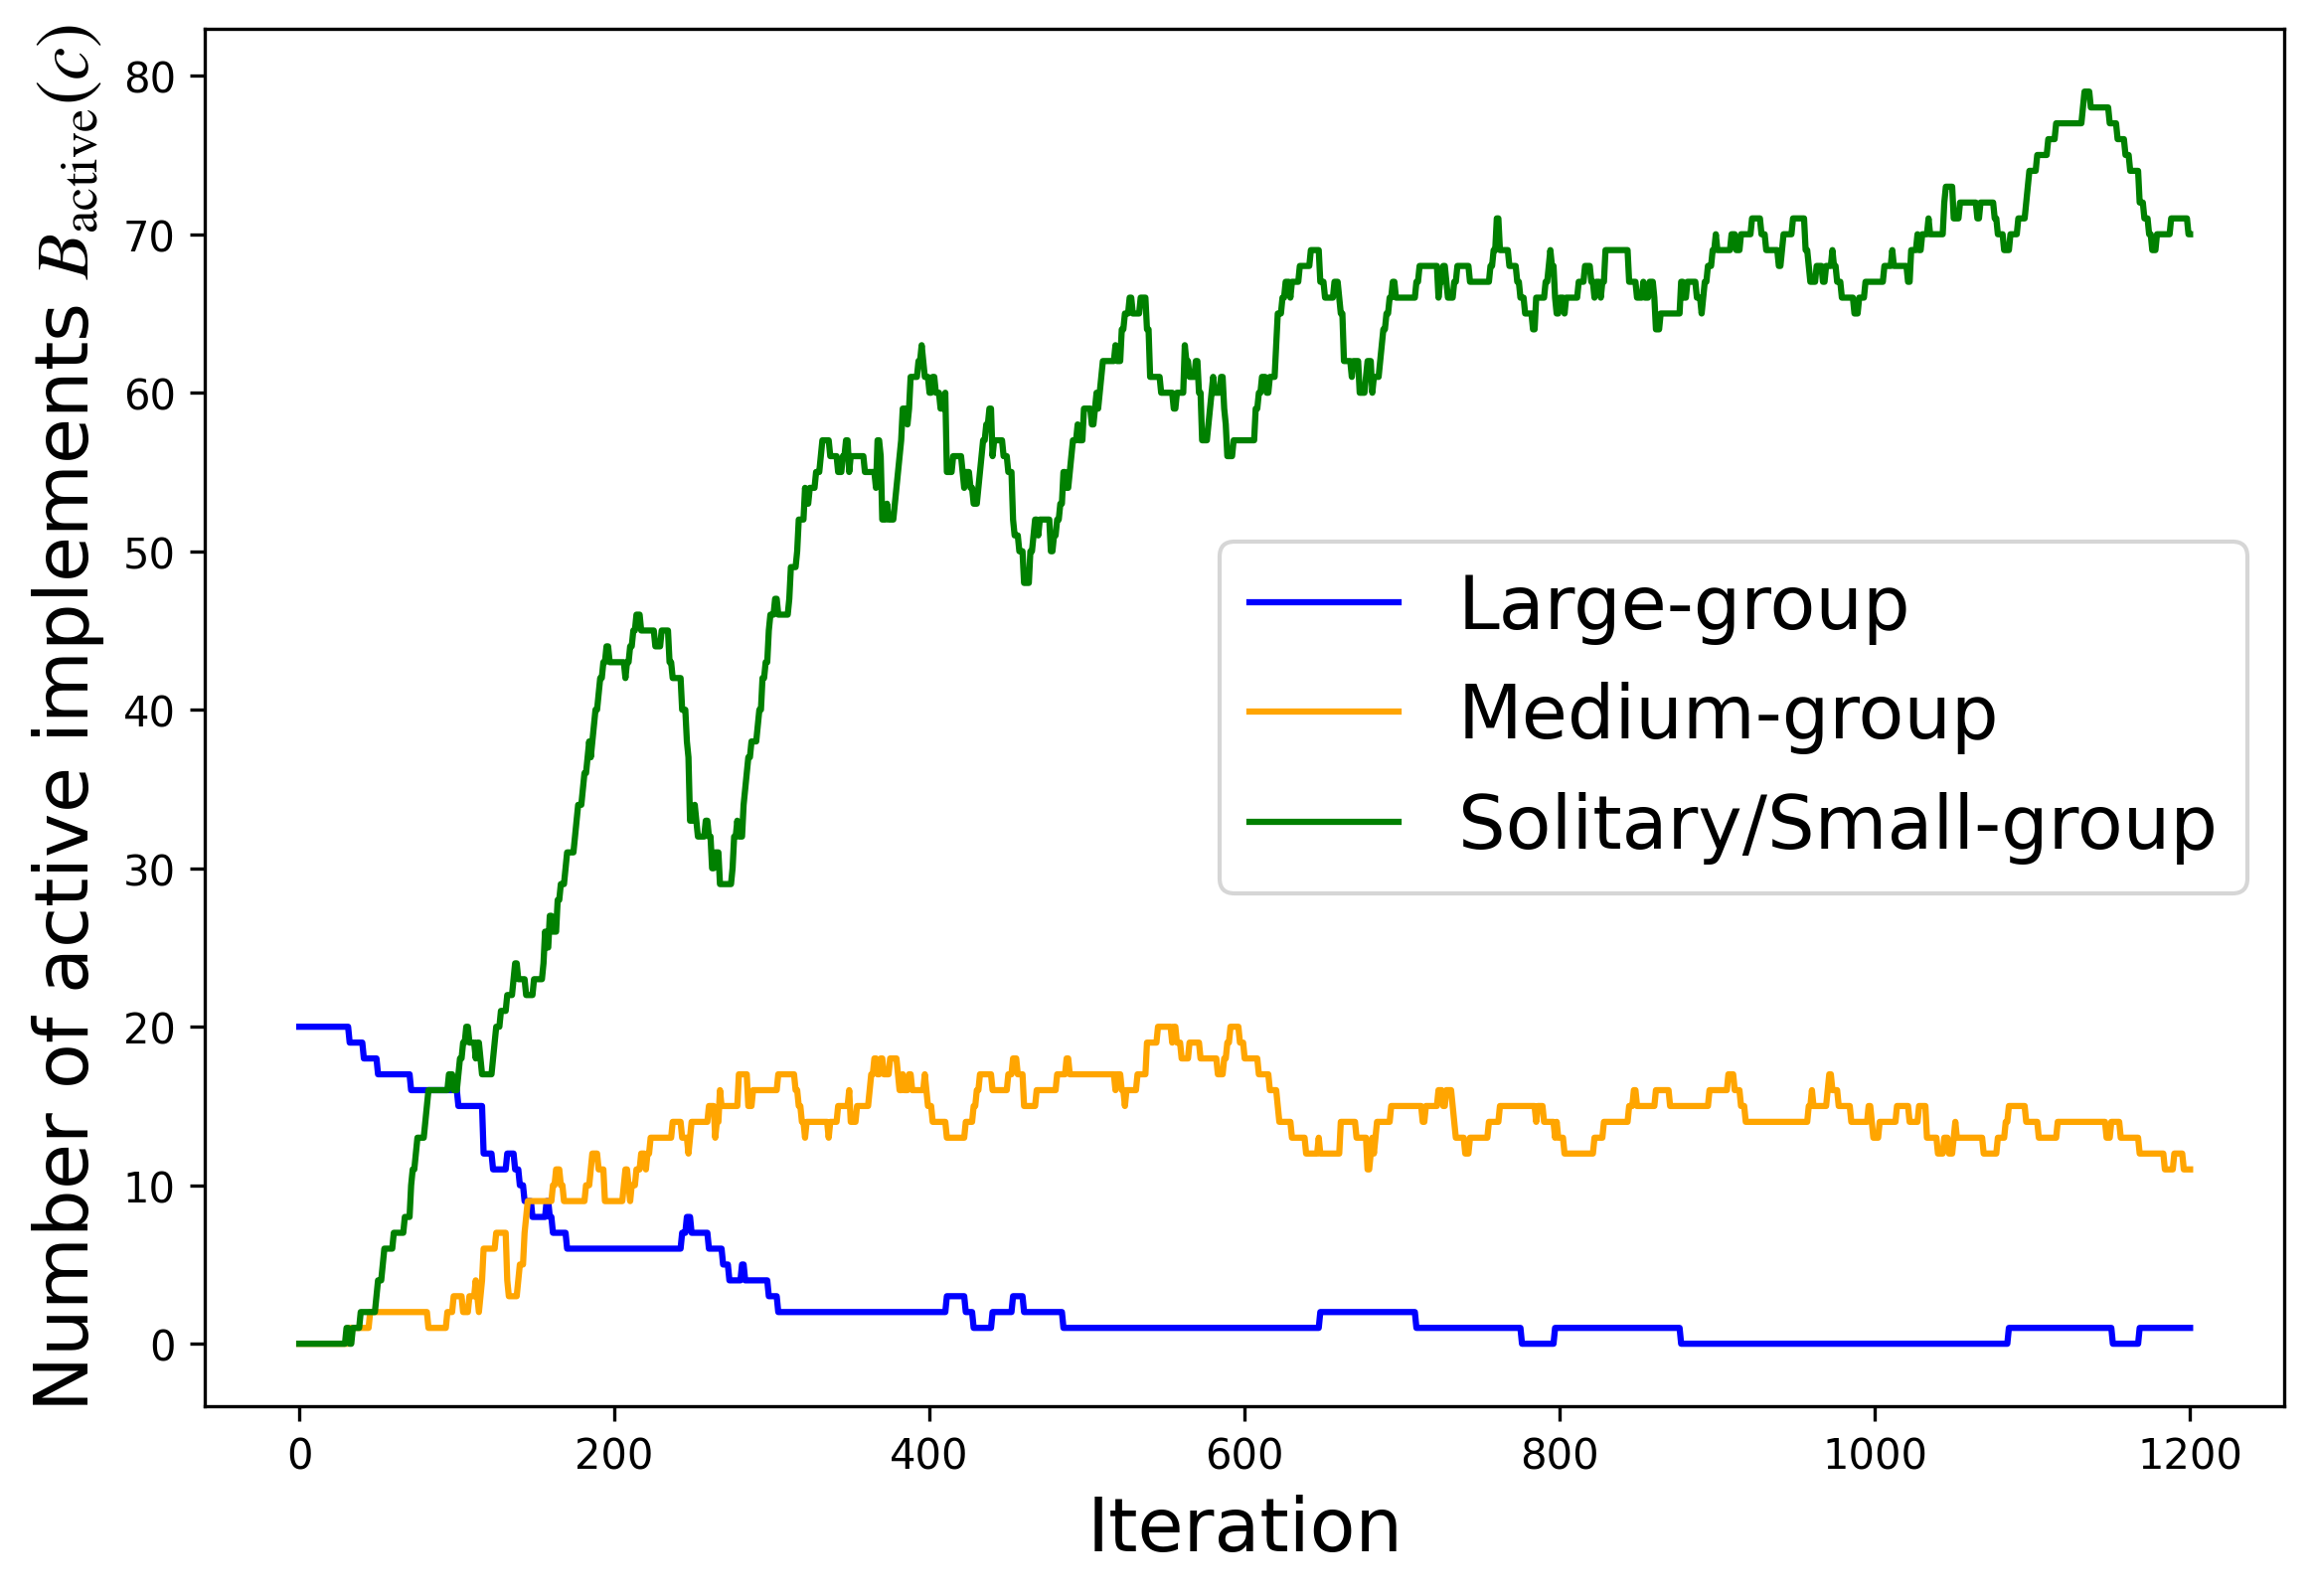 Number of active implements B_active(c)
80
70
60
50
40
30
20
10
0
Large-group
Medium-group
Solitary/Small-group
0 200 400 600 800 1000 1200
Iteration